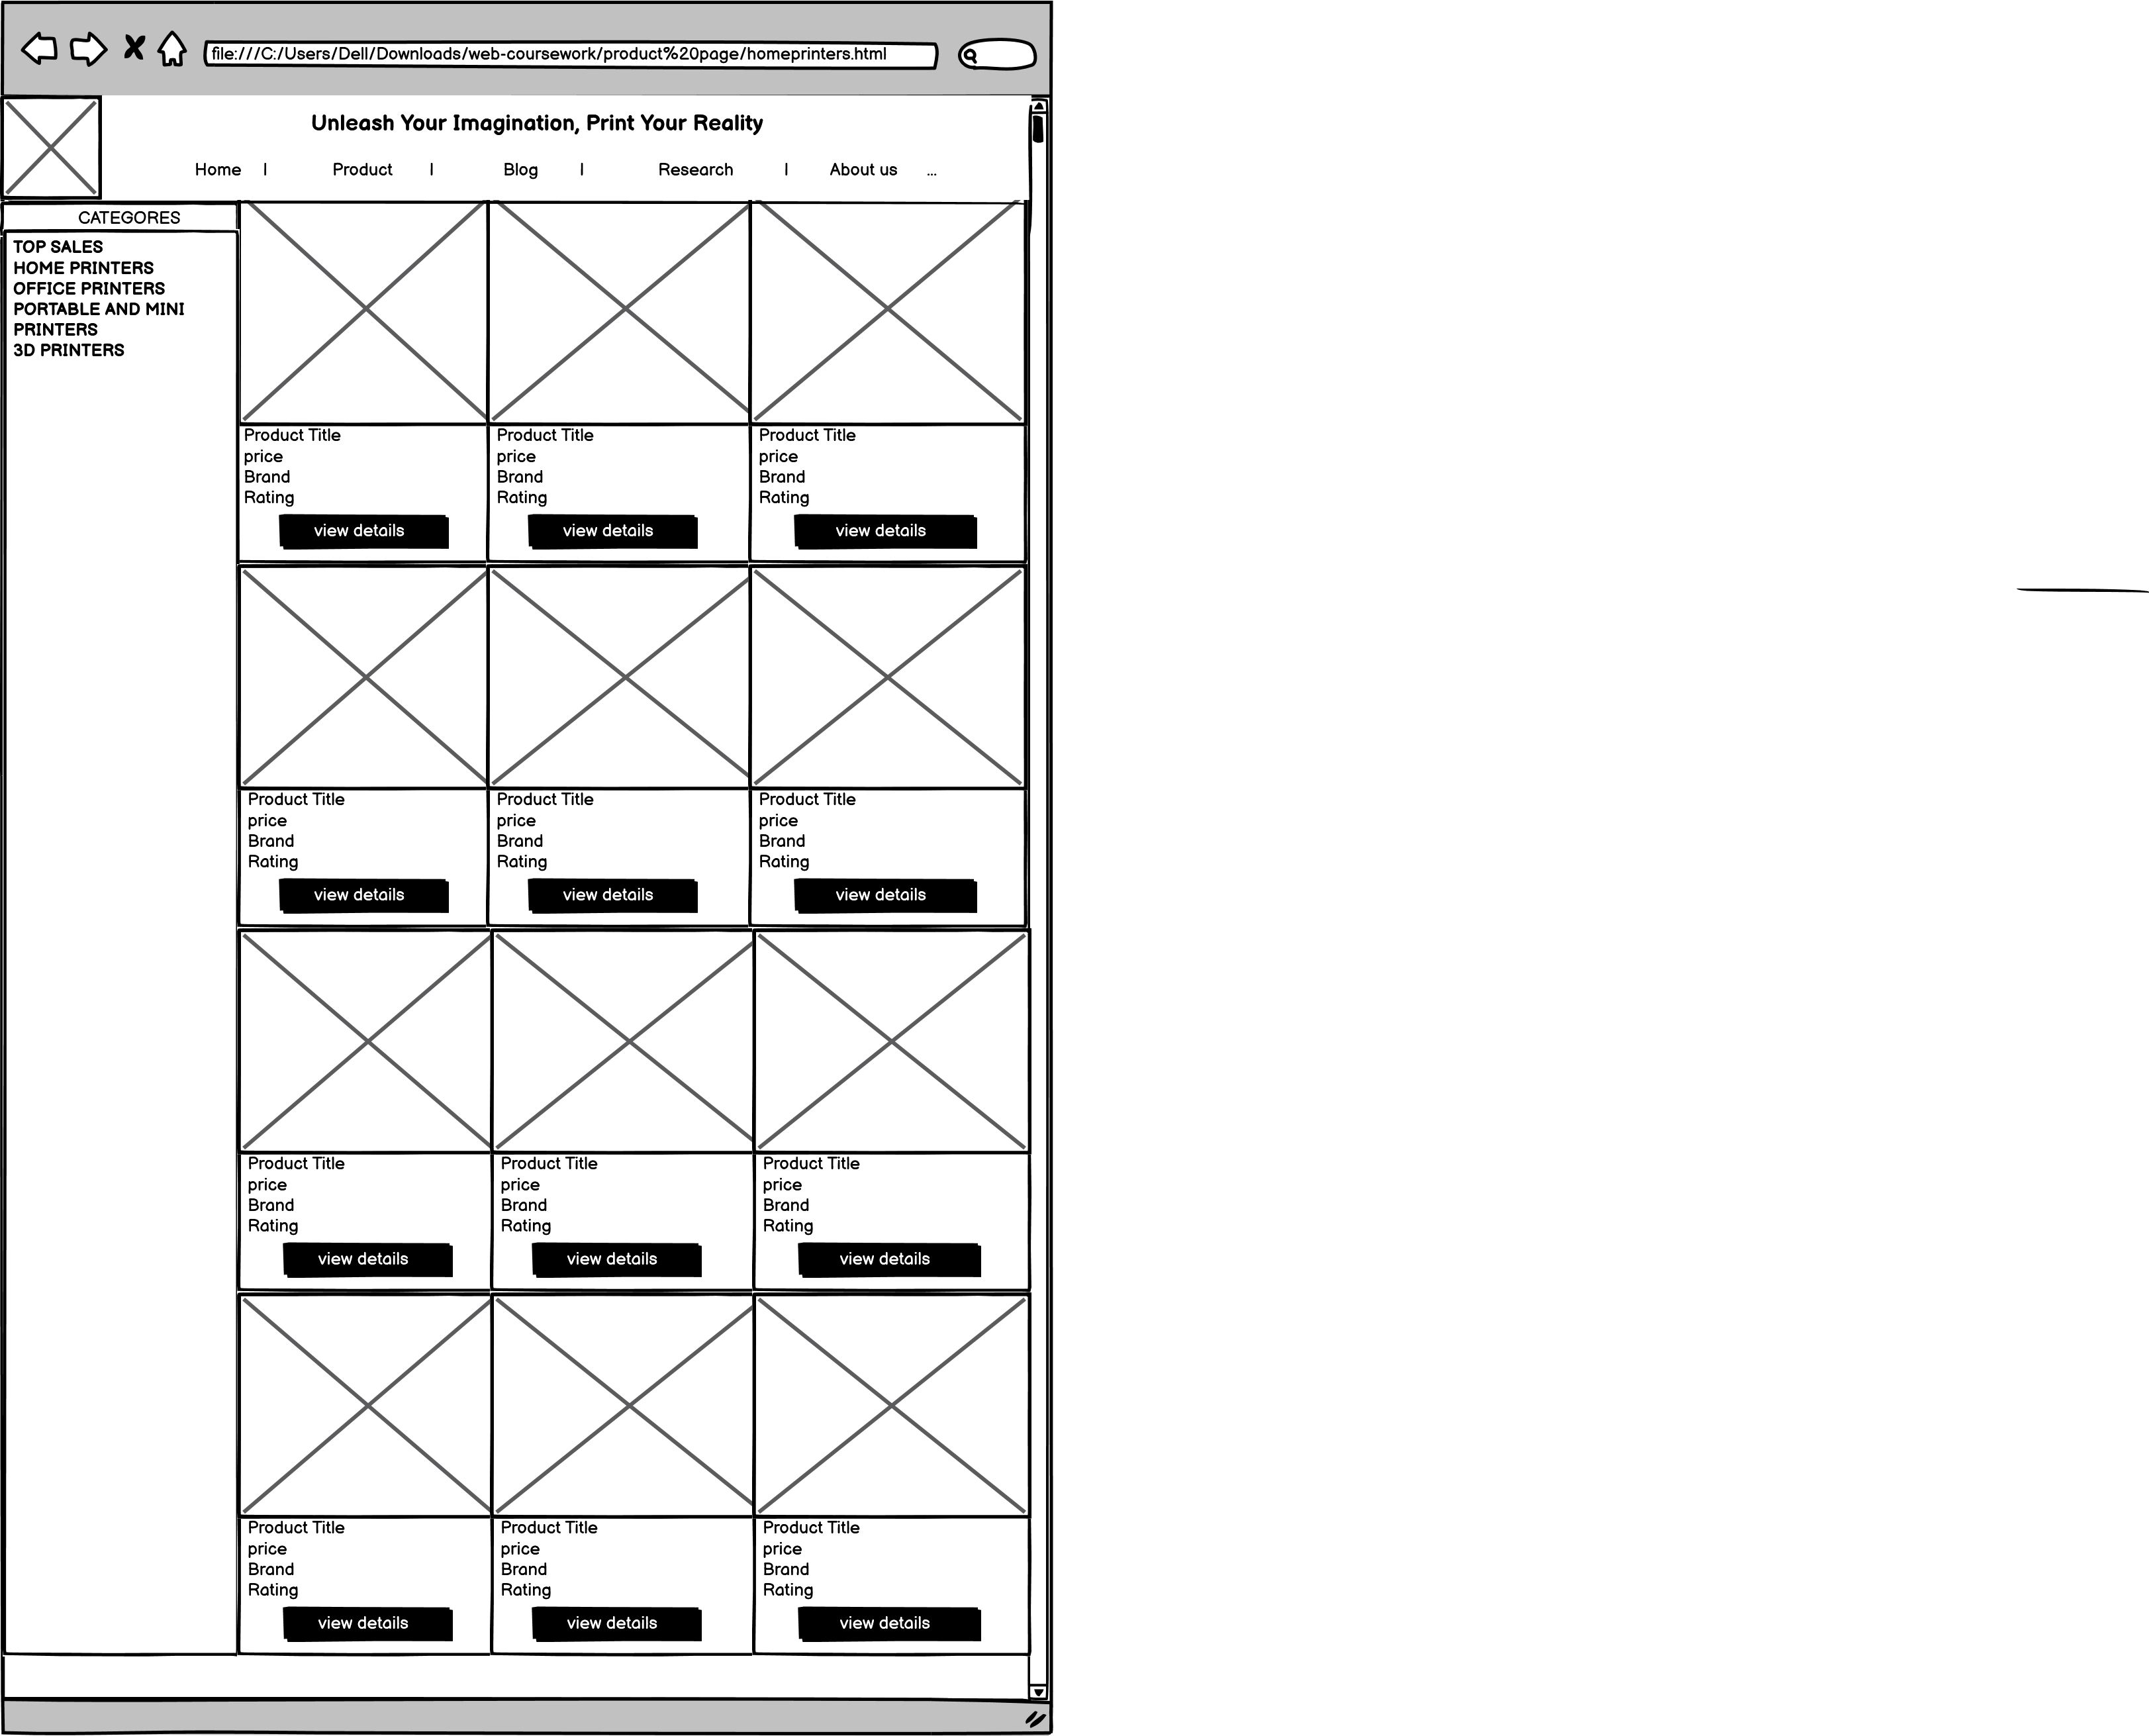 file:///C:/Users/Dell/Downloads/web-coursework/product%20page/homeprinters.html
Unleash Your Imagination, Print Your Reality
Home | Product | Blog | Research | About us ...
CATEGORES
TOP SALES
HOME PRINTERS
OFFICE PRINTERS
PORTABLE AND MINI
PRINTERS
3D PRINTERS
Product Title Product Title Product Title
price price price
Brand Brand Brand
Rating Rating Rating
view details view details view details
Product Title Product Title Product Title
price price price
Brand Brand Brand
Rating Rating Rating
view details view details view details
Product Title Product Title Product Title
price price price
Brand Brand Brand
Rating Rating Rating
view details view details view details
Product Title Product Title Product Title
price price price
Brand Brand Brand
Rating Rating Rating
view details view details view details